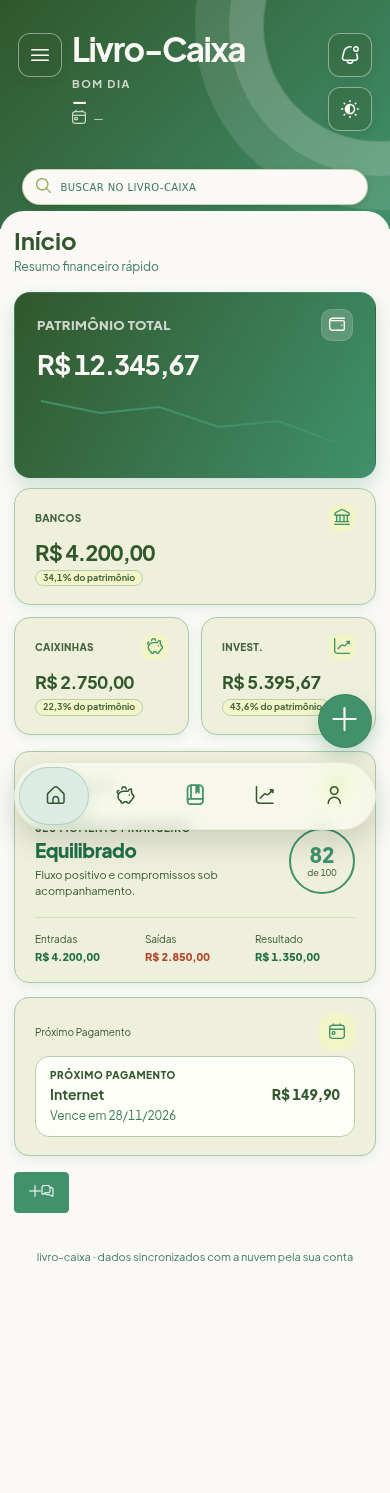 Livro-Caixa
BOM DIA
—
—
BUSCAR NO LIVRO-CAIXA
Início
Resumo financeiro rápido
PATRIMÔNIO TOTAL
R$ 12.345,67
BANCOS
R$ 4.200,00
34,1% do patrimônio
CAIXINHAS
R$ 2.750,00
22,3% do patrimônio
INVEST.
R$ 5.395,67
43,6% do patrimônio
SEU MOMENTO FINANCEIRO
Equilibrado
Fluxo positivo e compromissos sob
acompanhamento.
82
de 100
Entradas
Saídas
Resultado
R$ 4.200,00
R$ 2.850,00
R$ 1.350,00
Próximo Pagamento
PRÓXIMO PAGAMENTO
Internet
R$ 149,90
Vence em 28/11/2026
livro-caixa · dados sincronizados com a nuvem pela sua conta